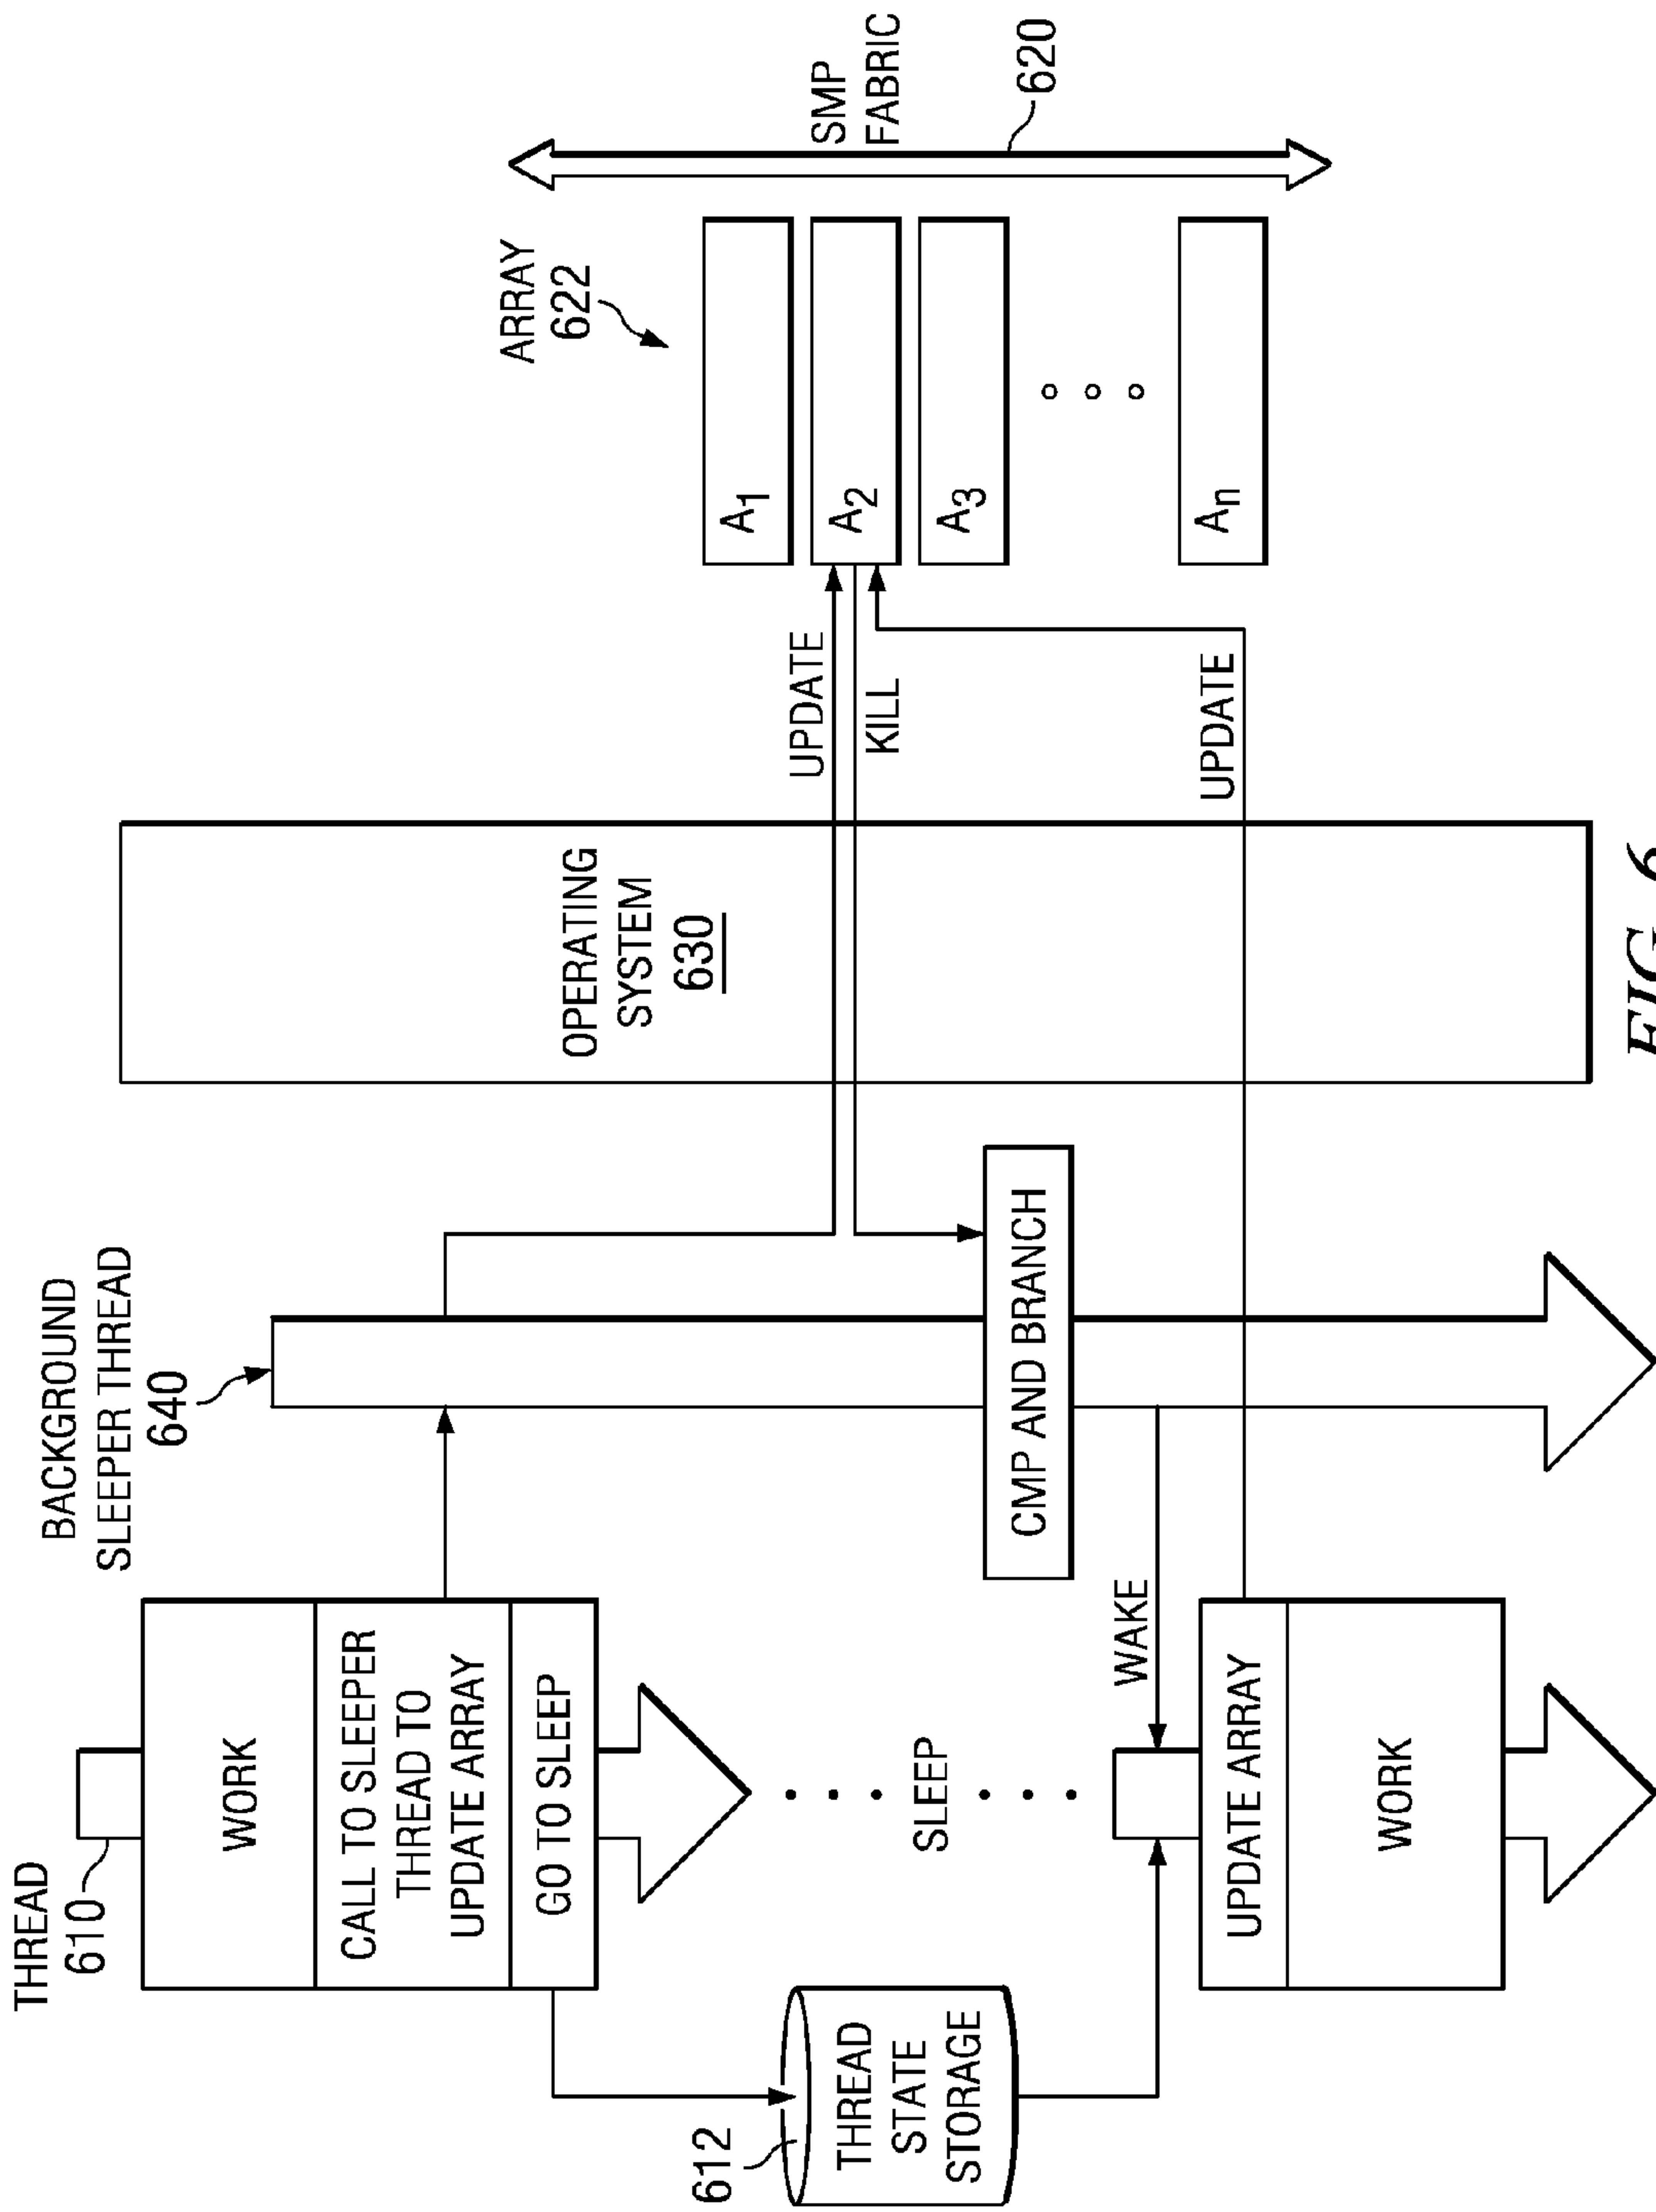 THREAD
610
WORK
CALL TO SLEEPER
THREAD TO
UPDATE ARRAY
GO TO SLEEP
612
THREAD
STATE
STORAGE
SLEEP
WAKE
UPDATE ARRAY
WORK
BACKGROUND
SLEEPER THREAD
640
CMP AND BRANCH
OPERATING
SYSTEM
630
UPDATE
KILL
UPDATE
ARRAY
622
A1
A2
A3
An
SMP
FABRIC
620
FIG. 6